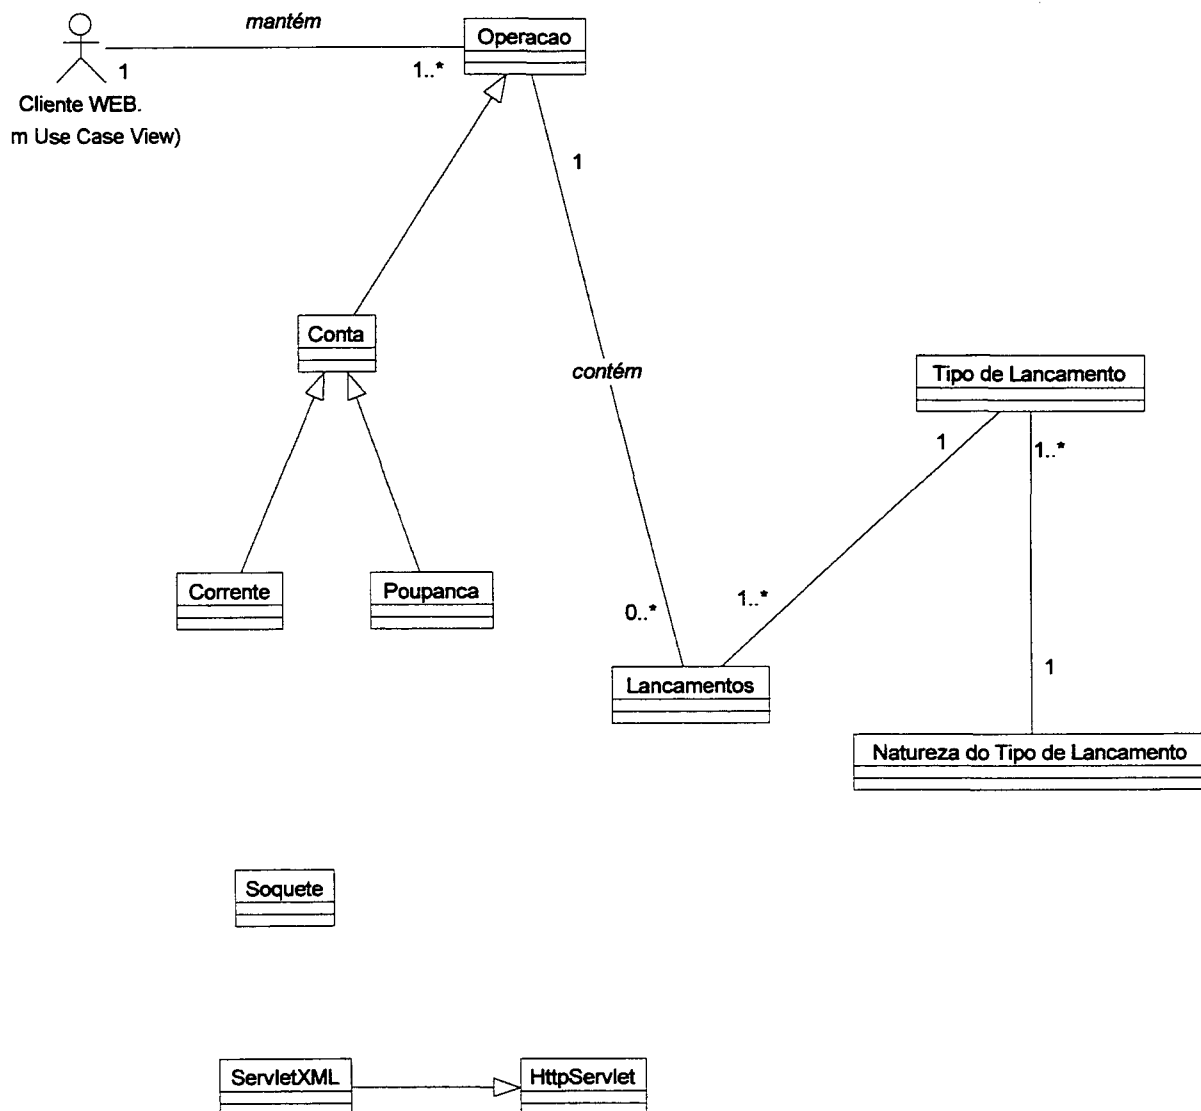 mantém
Operacao
1
1..*
Cliente WEB.
m Use Case View)
1
Conta
contém
Tipo de Lancamento
1
1..*
Corrente
Poupanca
0..*
1..*
Lancamentos
1
Natureza do Tipo de Lancamento
Soquete
ServletXML
HttpServlet